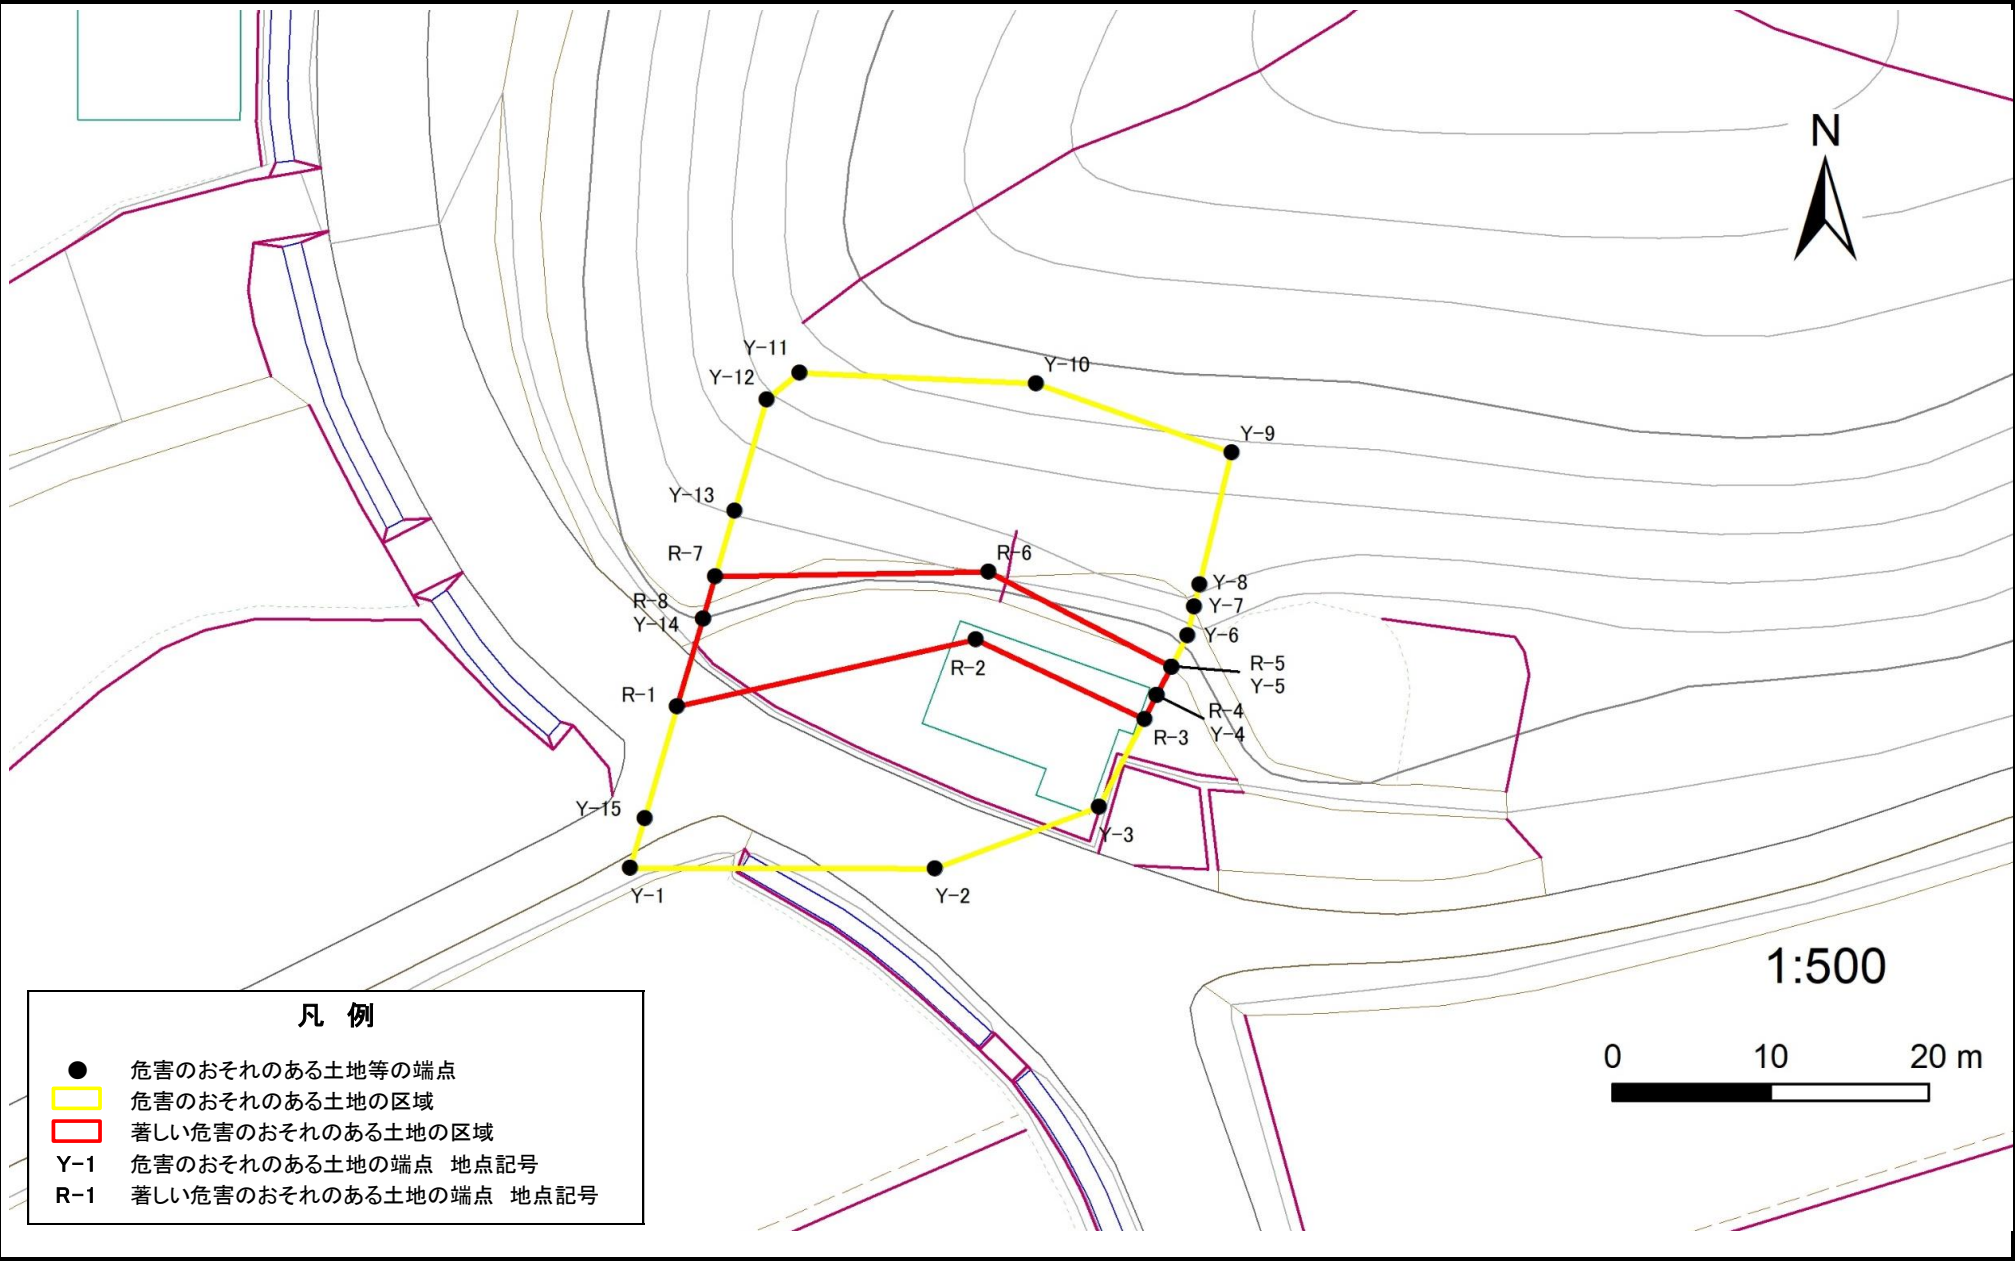 N
Y-11
Y-10
Y-12
Y-9
Y-13
R-7
R-6
Y-8
R-8
Y-7
Y-14
Y-6
R-2
R-5
Y-5
R-1
R-4
R-3
Y-4
Y-15
Y-3
Y-1
Y-2
1:500
0 10 20 m
凡 例
危害のおそれのある土地等の端点
危害のおそれのある土地の区域
著しい危害のおそれのある土地の区域
Y-1 危害のおそれのある土地の端点 地点記号
R-1 著しい危害のおそれのある土地の端点 地点記号